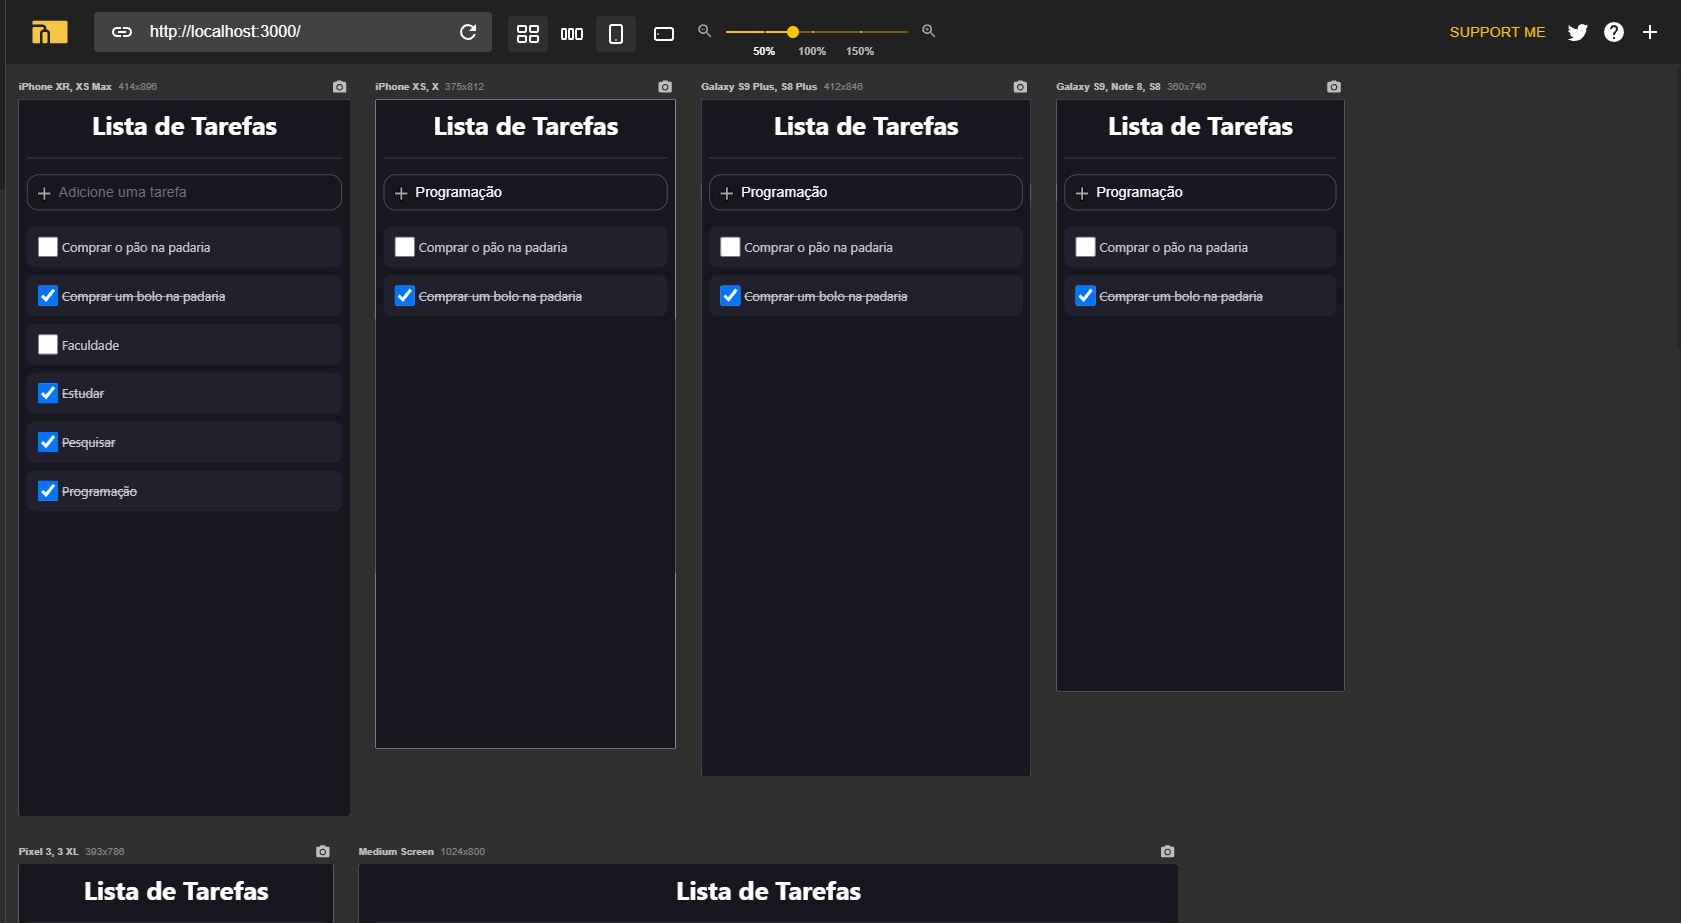 http://localhost:3000/
50% 100% 150%
SUPPORT ME
iPhone XR, XS Max 414x896
Lista de Tarefas
Adicione uma tarefa
Comprar o pão na padaria
Comprar um bolo na padaria
Faculdade
Estudar
Pesquisar
Programação
iPhone XS, X 375x812
Lista de Tarefas
Programação
Comprar o pão na padaria
Comprar um bolo na padaria
Galaxy S9 Plus, S8 Plus 412x846
Lista de Tarefas
Programação
Comprar o pão na padaria
Comprar um bolo na padaria
Galaxy S9, Note 8, S8 360x740
Lista de Tarefas
Programação
Comprar o pão na padaria
Comprar um bolo na padaria
Pixel 3, 3 XL 393x786
Lista de Tarefas
Medium Screen 1024x800
Lista de Tarefas